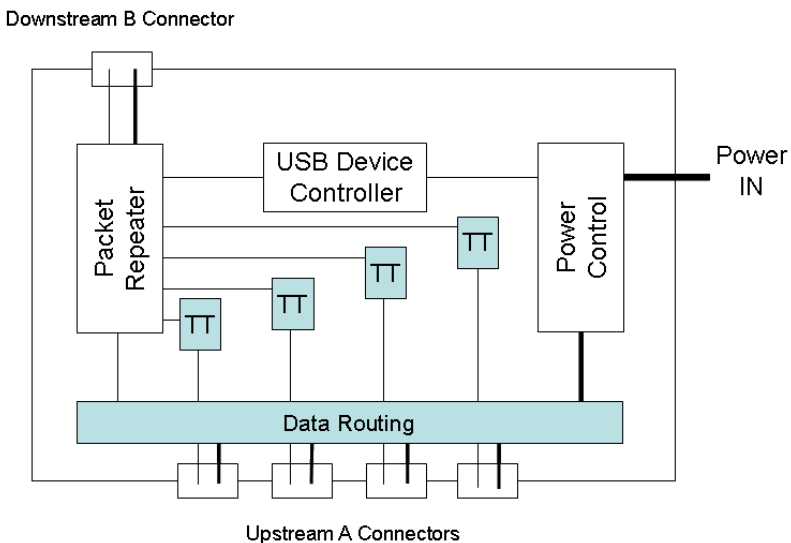 Downstream B Connector
USB Device
Controller
Power
IN
Packet
Repeater
Power
Control
TT
TT
TT
TT
Data Routing
Upstream A Connectors